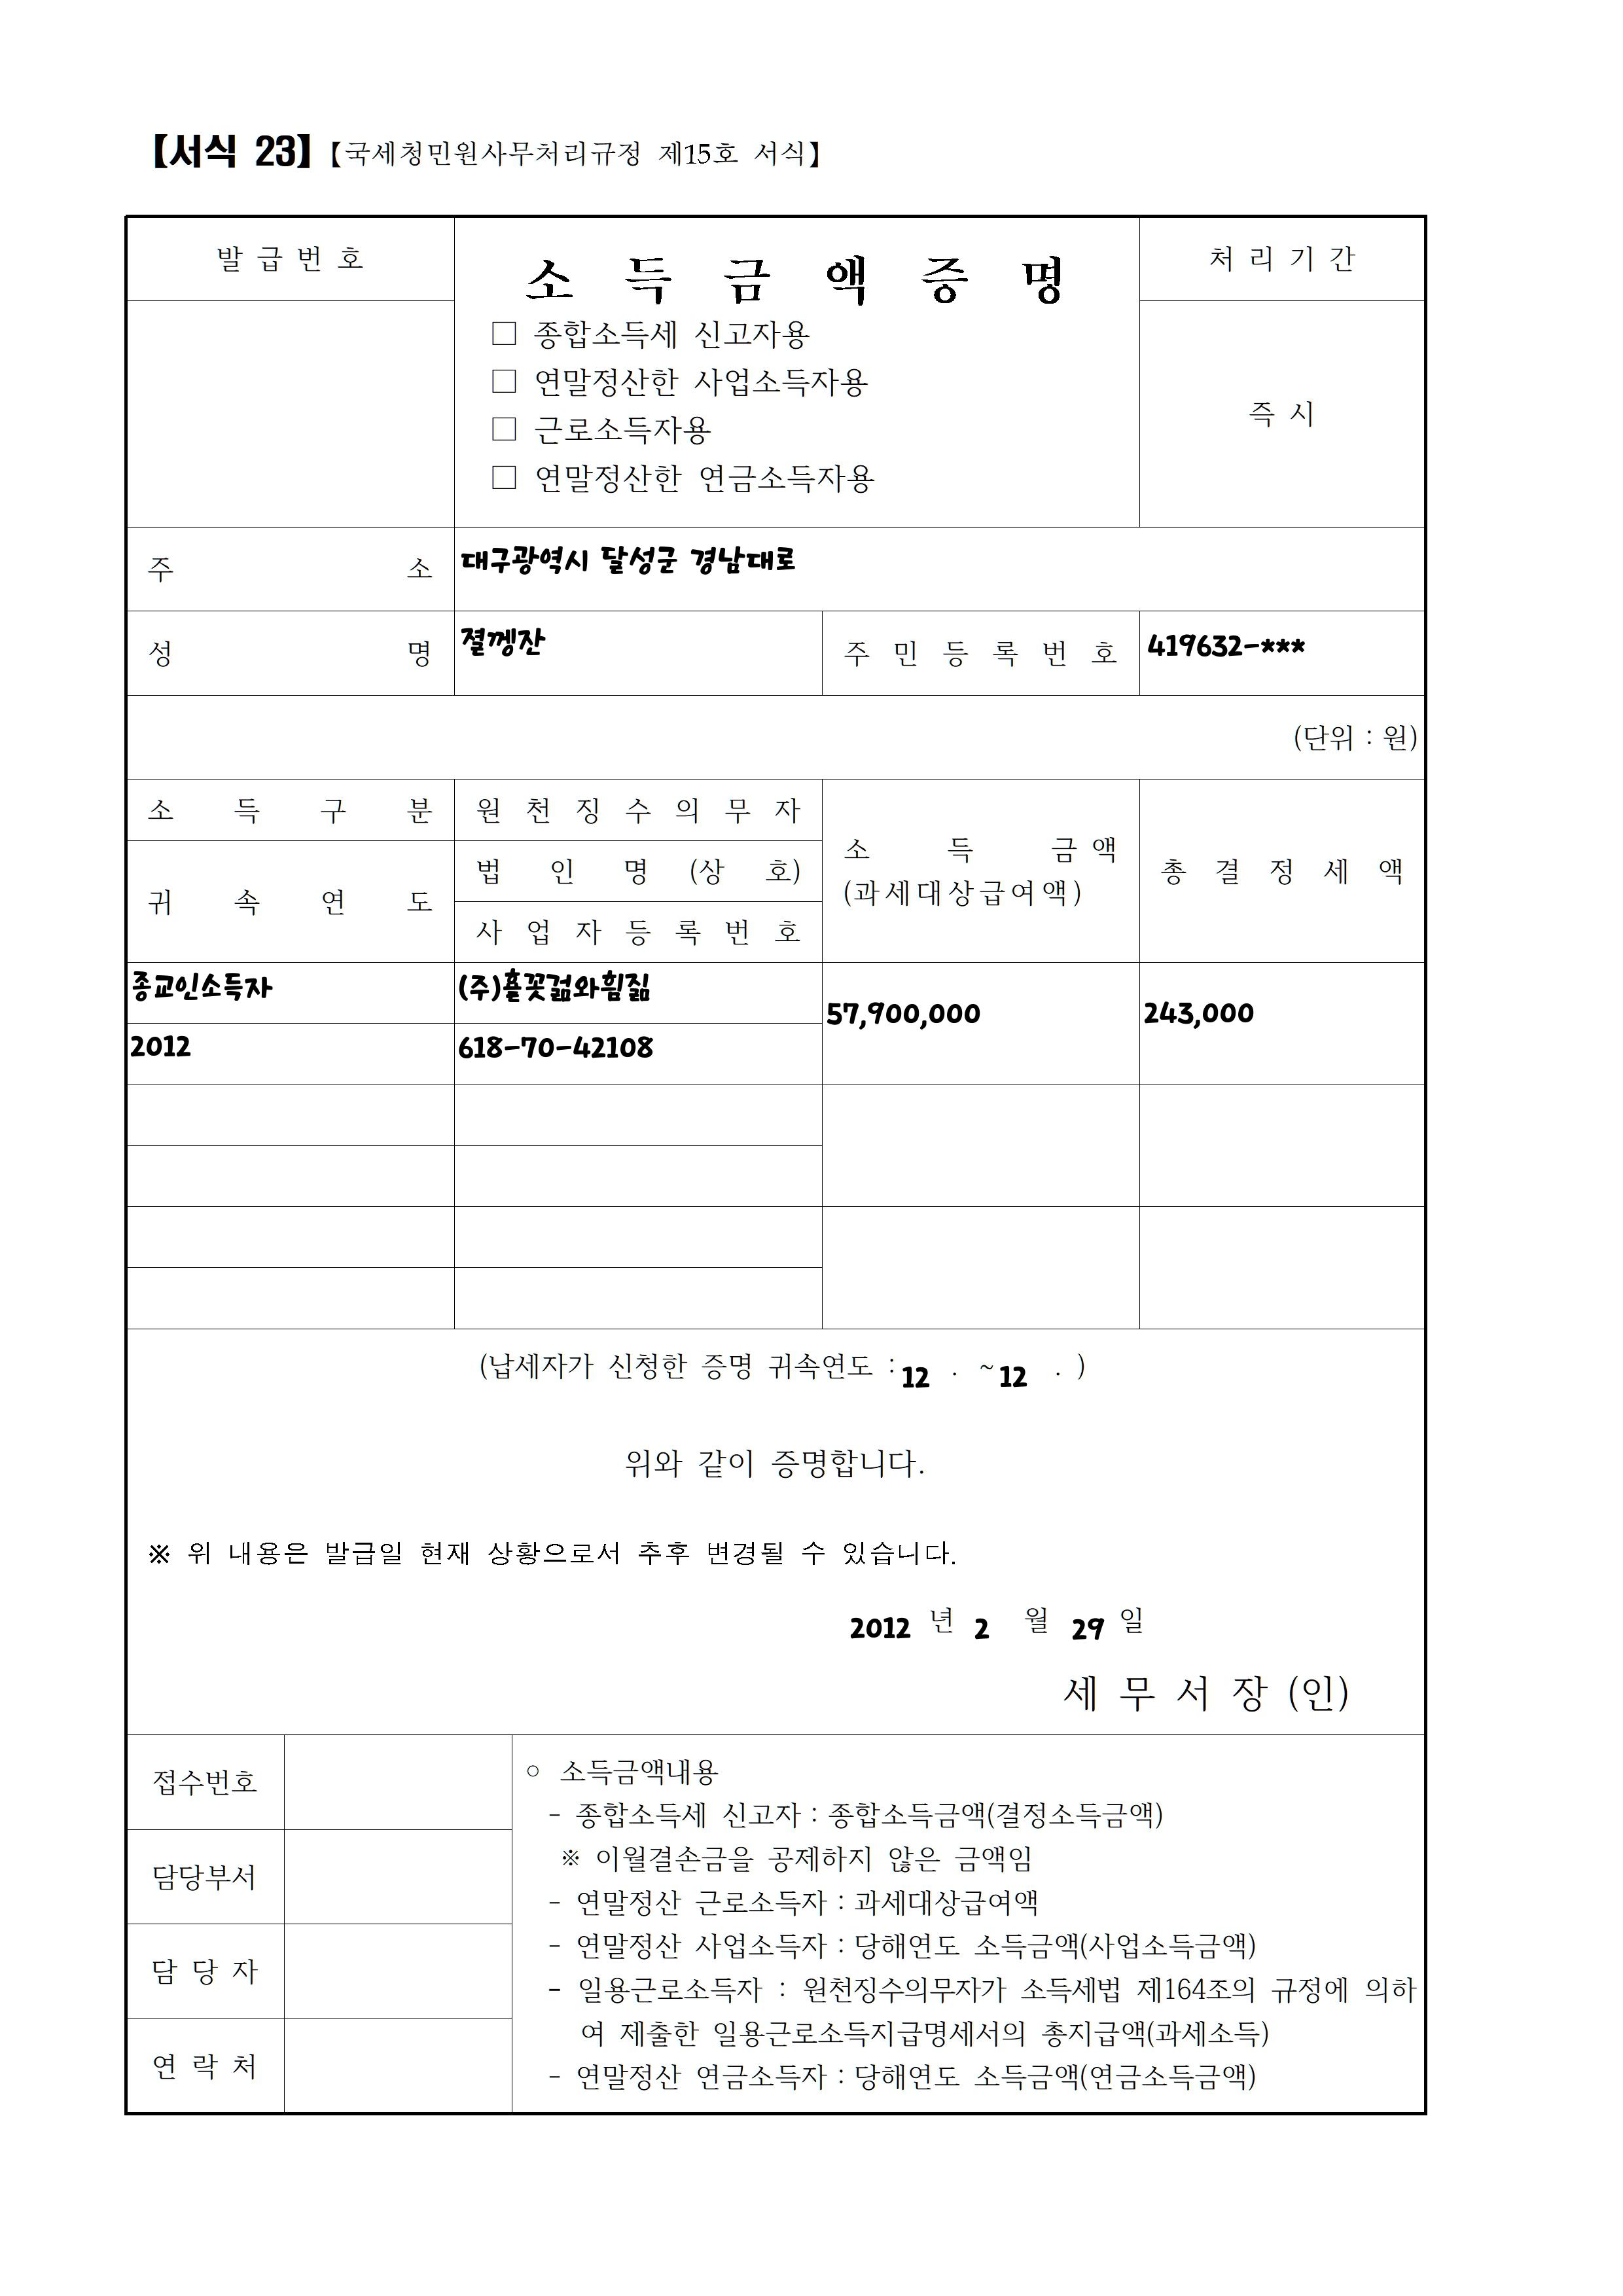 【서식 23】【국세청민원사무처리규정 제15호 서식】
발 급 번 호
소 득 금 액 증 명
처 리 기 간
□ 종합소득세 신고자용
□ 연말정산한 사업소득자용
□ 근로소득자용
□ 연말정산한 연금소득자용
즉 시
주 소 대구광역시 달성군 경남대로
성 명 졀껭잔 주 민 등 록 번 호 419632-***
(단위 : 원)
소 득 구 분 원 천 징 수 의 무 자
귀 속 연 도 법 인 명 (상 호)
사 업 자 등 록 번 호
소 득 금 액
(과세대상급여액)
총 결 정 세 액
종교인소득자 (주)횰꽃겲와휨짊
57,900,000 243,000
2012 618-70-42108
(납세자가 신청한 증명 귀속연도 : 12 . ~ 12 . )
위와 같이 증명합니다.
※ 위 내용은 발급일 현재 상황으로서 추후 변경될 수 있습니다.
2012 년 2 월 29 일
세 무 서 장 (인)
접수번호
담당부서
담 당 자
연 락 처
○ 소득금액내용
- 종합소득세 신고자 : 종합소득금액(결정소득금액)
※ 이월결손금을 공제하지 않은 금액임
- 연말정산 근로소득자 : 과세대상급여액
- 연말정산 사업소득자 : 당해연도 소득금액(사업소득금액)
- 일용근로소득자 : 원천징수의무자가 소득세법 제164조의 규정에 의하
여 제출한 일용근로소득지급명세서의 총지급액(과세소득)
- 연말정산 연금소득자 : 당해연도 소득금액(연금소득금액)